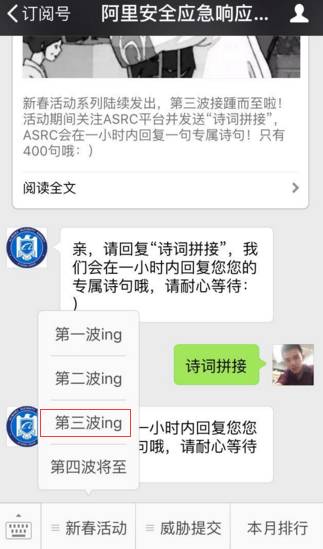 订阅号
阿里安全应急响应...
新春活动系列陆续发出，第三波接踵而至啦！
活动期间关注ASRC平台并发送“诗词拼接”，
ASRC会在一小时内回复一句专属诗句！只有
400句哦：）
阅读全文
亲，请回复“诗词拼接”，我
们会在一小时内回复您您的
专属诗句哦，请耐心等待：
）
诗词拼接
第一波ing
第二波ing
第三波ing
第四波将至
一小时内回复您您
句哦，请耐心等待
新春活动
威胁提交
本月排行